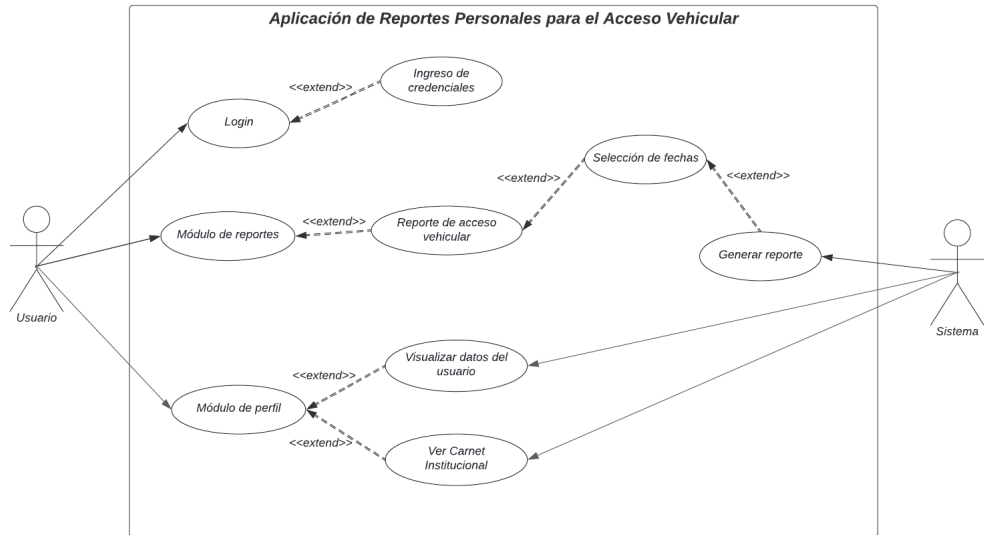 Aplicación de Reportes Personales para el Acceso Vehicular
Ingreso de
credenciales
<<extend>>
Login
Selección de fechas
<<extend>>
<<extend>>
Reporte de acceso
vehicular
<<extend>>
Módulo de reportes
Generar reporte
Usuario
Sistema
Visualizar datos del
usuario
<<extend>>
Módulo de perfil
<<extend>>
Ver Carnet
Institucional